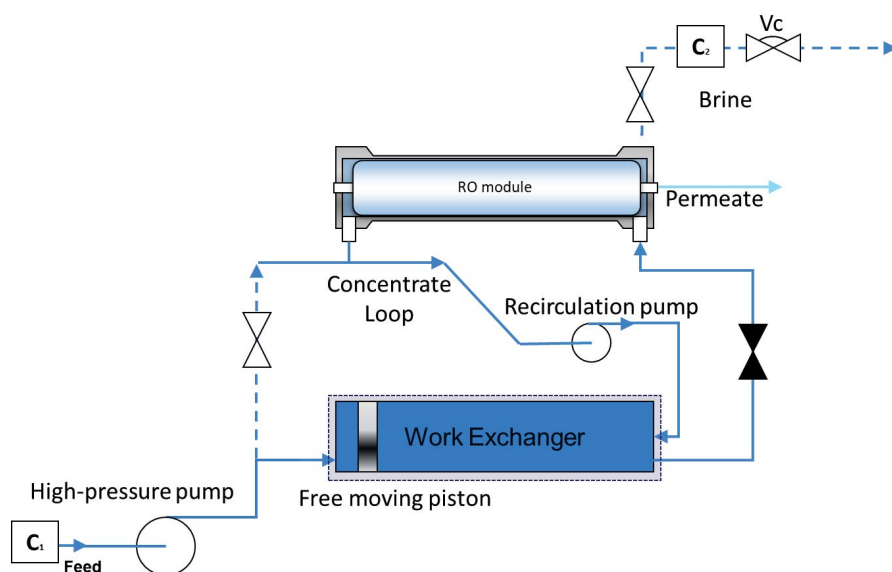 Vc
C₂
Brine
RO module
Permeate
Concentrate
Loop
Recirculation pump
Work Exchanger
High-pressure pump
Free moving piston
C₁
Feed